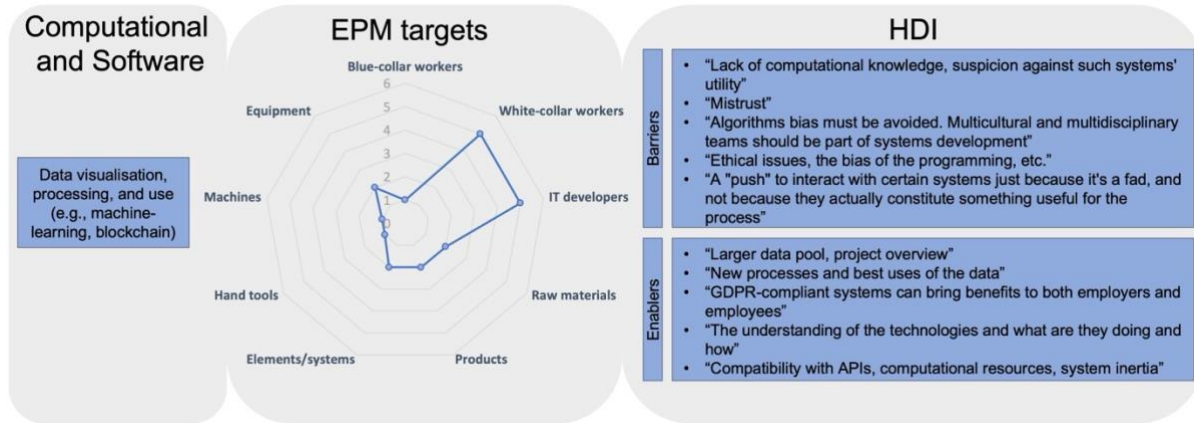 Computational
and Software
Data visualisation,
processing, and use
(e.g., machine-
learning, blockchain)
EPM targets
Blue-collar workers
White-collar workers
IT developers
Raw materials
Products
Elements/systems
Hand tools
Machines
Equipment
6
5
4
3
2
1
0
HDI
Barriers
• “Lack of computational knowledge, suspicion against such systems'
utility”
• “Mistrust”
• “Algorithms bias must be avoided. Multicultural and multidisciplinary
teams should be part of systems development”
• “Ethical issues, the bias of the programming, etc.”
• “A "push" to interact with certain systems just because it's a fad, and
not because they actually constitute something useful for the
process”
Enablers
• “Larger data pool, project overview”
• “New processes and best uses of the data”
• “GDPR-compliant systems can bring benefits to both employers and
employees”
• “The understanding of the technologies and what are they doing and
how”
• “Compatibility with APIs, computational resources, system inertia”